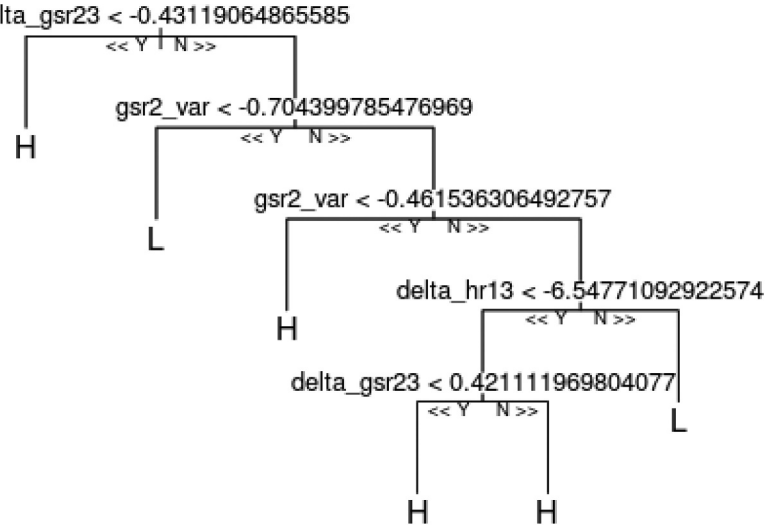 lta_gsr23 < -0.43119064865585
<< Y N >>
gsr2_var < -0.704399785476969
H
<< Y N >>
gsr2_var < -0.461536306492757
L
<< Y N >>
delta_hr13 < -6.54771092922574
H
<< Y N >>
delta_gsr23 < 0.421111969804077
<< Y N >>
L
H H